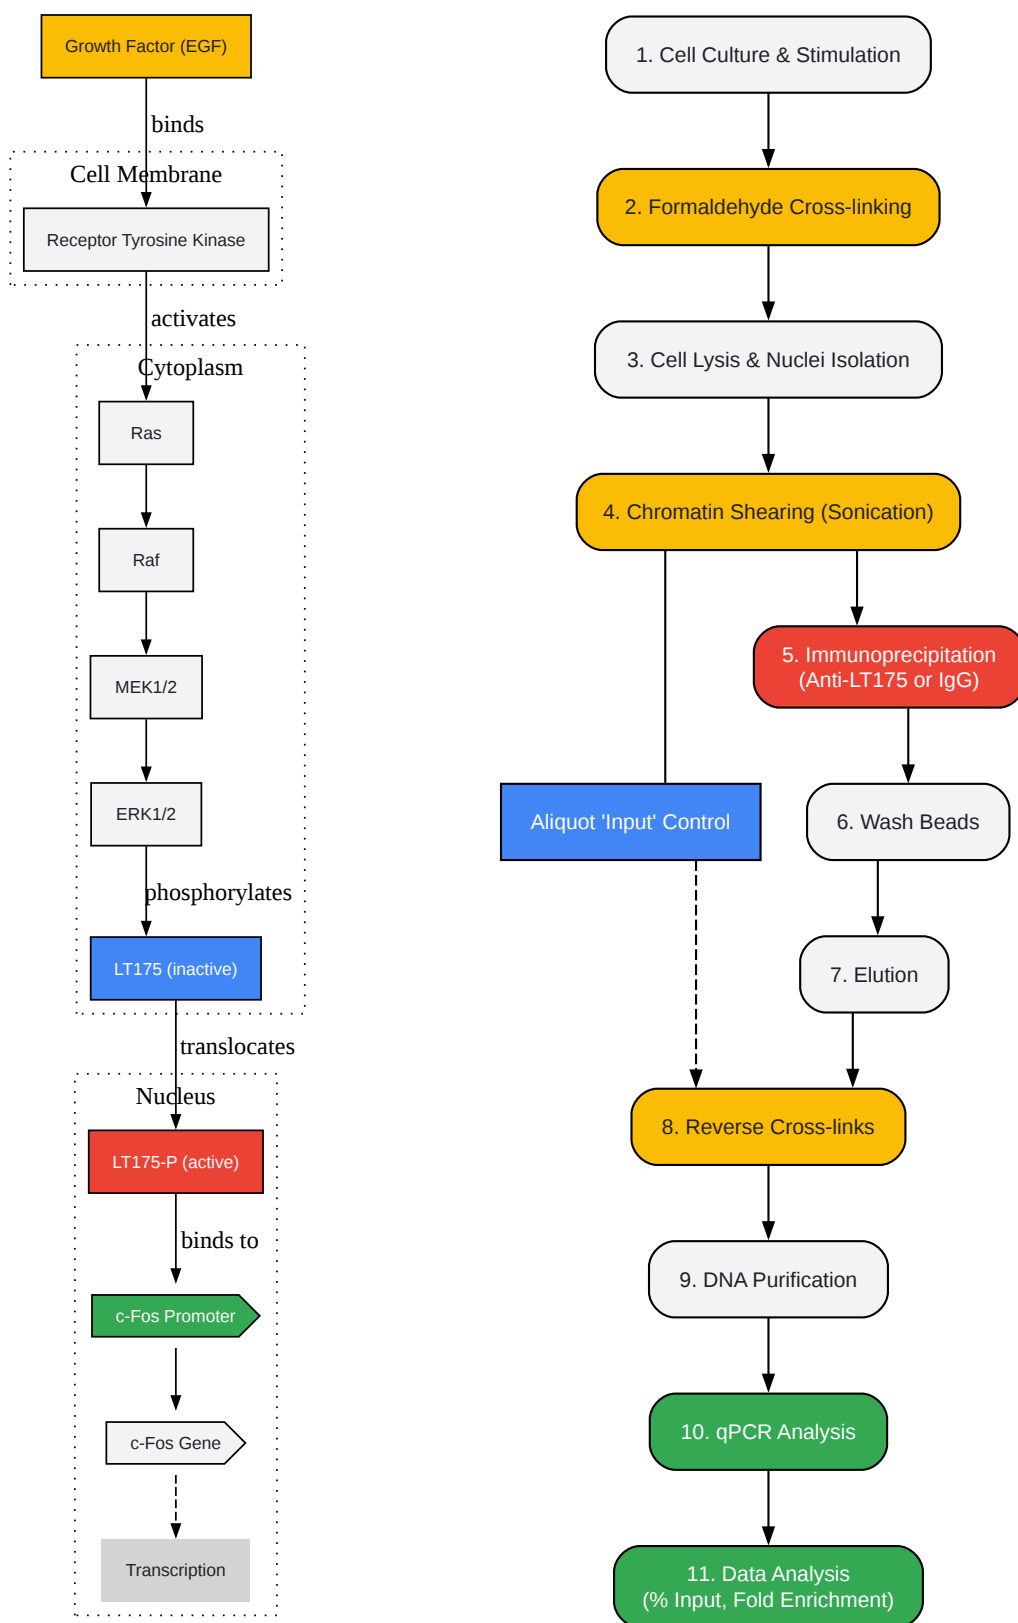 Growth Factor (EGF)
binds
Cell Membrane
Receptor Tyrosine Kinase
activates
Cytoplasm
Ras
Raf
MEK1/2
ERK1/2
phosphorylates
LT175 (inactive)
translocates
Nucleus
LT175-P (active)
binds to
c-Fos Promoter
c-Fos Gene
Transcription
1. Cell Culture & Stimulation
2. Formaldehyde Cross-linking
3. Cell Lysis & Nuclei Isolation
4. Chromatin Shearing (Sonication)
5. Immunoprecipitation
(Anti-LT175 or IgG)
Aliquot 'Input' Control
6. Wash Beads
7. Elution
8. Reverse Cross-links
9. DNA Purification
10. qPCR Analysis
11. Data Analysis
(% Input, Fold Enrichment)